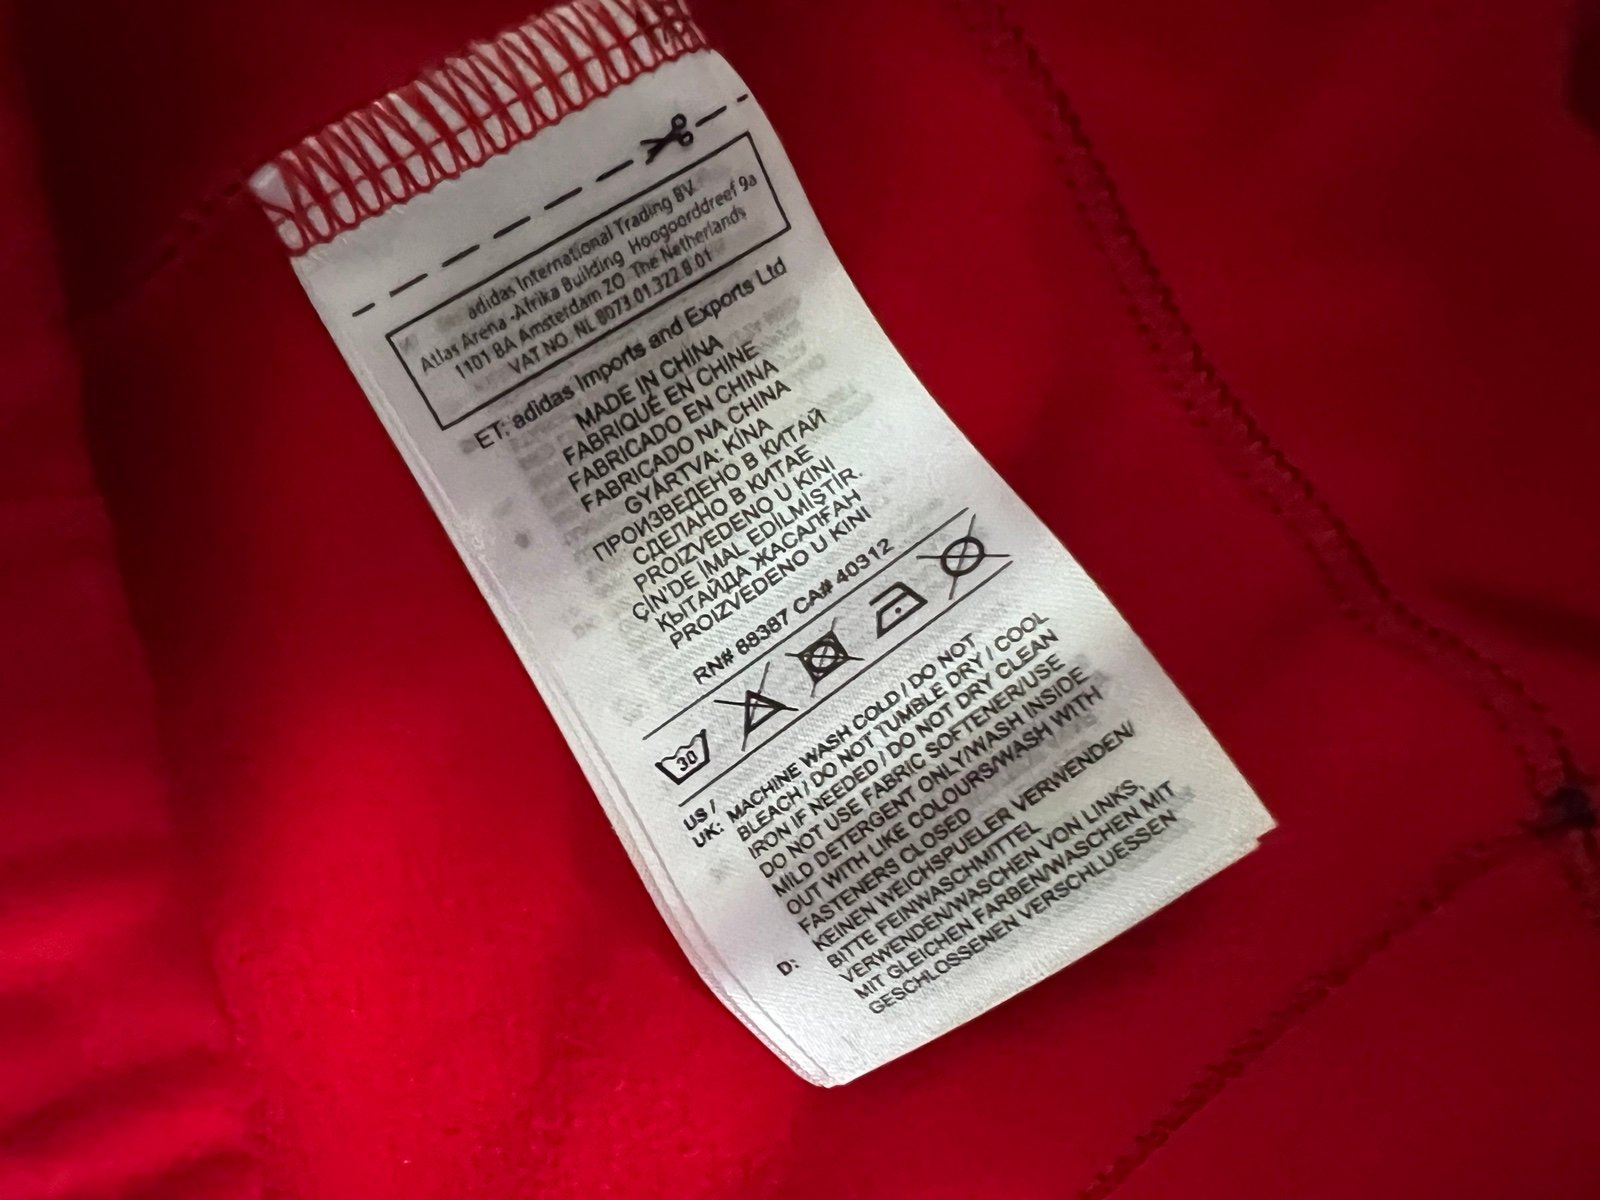 adidas International Trading BV.
Atlas Arena -Afrika Building Hoogoorddreef 9a
1101 BA Amsterdam ZO The Netherlands
VAT NO. NL 8073.01.322.B.01
ET: adidas Imports and Exports Ltd
MADE IN CHINA
FABRIQUÉ EN CHINE
FABRICADO EN CHINA
FABRICADO NA CHINA
GYÁRTVA: KÍNA
ПРОИЗВЕДЕНО В КИТАЙ
СДЕЛАНО В КИТАЕ
PROIZVEDENO U KINI
ÇİN'DE İMAL EDİLMİŞTİR.
ҚЫТАЙДА ЖАСАЛҒАН
PROIZVEDENO U KINI
RN# 88387 CA# 40312
30
US /
UK: MACHINE WASH COLD / DO NOT
BLEACH / DO NOT TUMBLE DRY / COOL
IRON IF NEEDED / DO NOT DRY CLEAN
DO NOT USE FABRIC SOFTENER/USE
MILD DETERGENT ONLY/WASH INSIDE
OUT WITH LIKE COLOURS/WASH WITH
FASTENERS CLOSED
D: KEINEN WEICHSPUELER VERWENDEN/
BITTE FEINWASCHMITTEL
VERWENDEN/WASCHEN VON LINKS,
MIT GLEICHEN FARBEN/WASCHEN MIT
GESCHLOSSENEN VERSCHLUESSEN